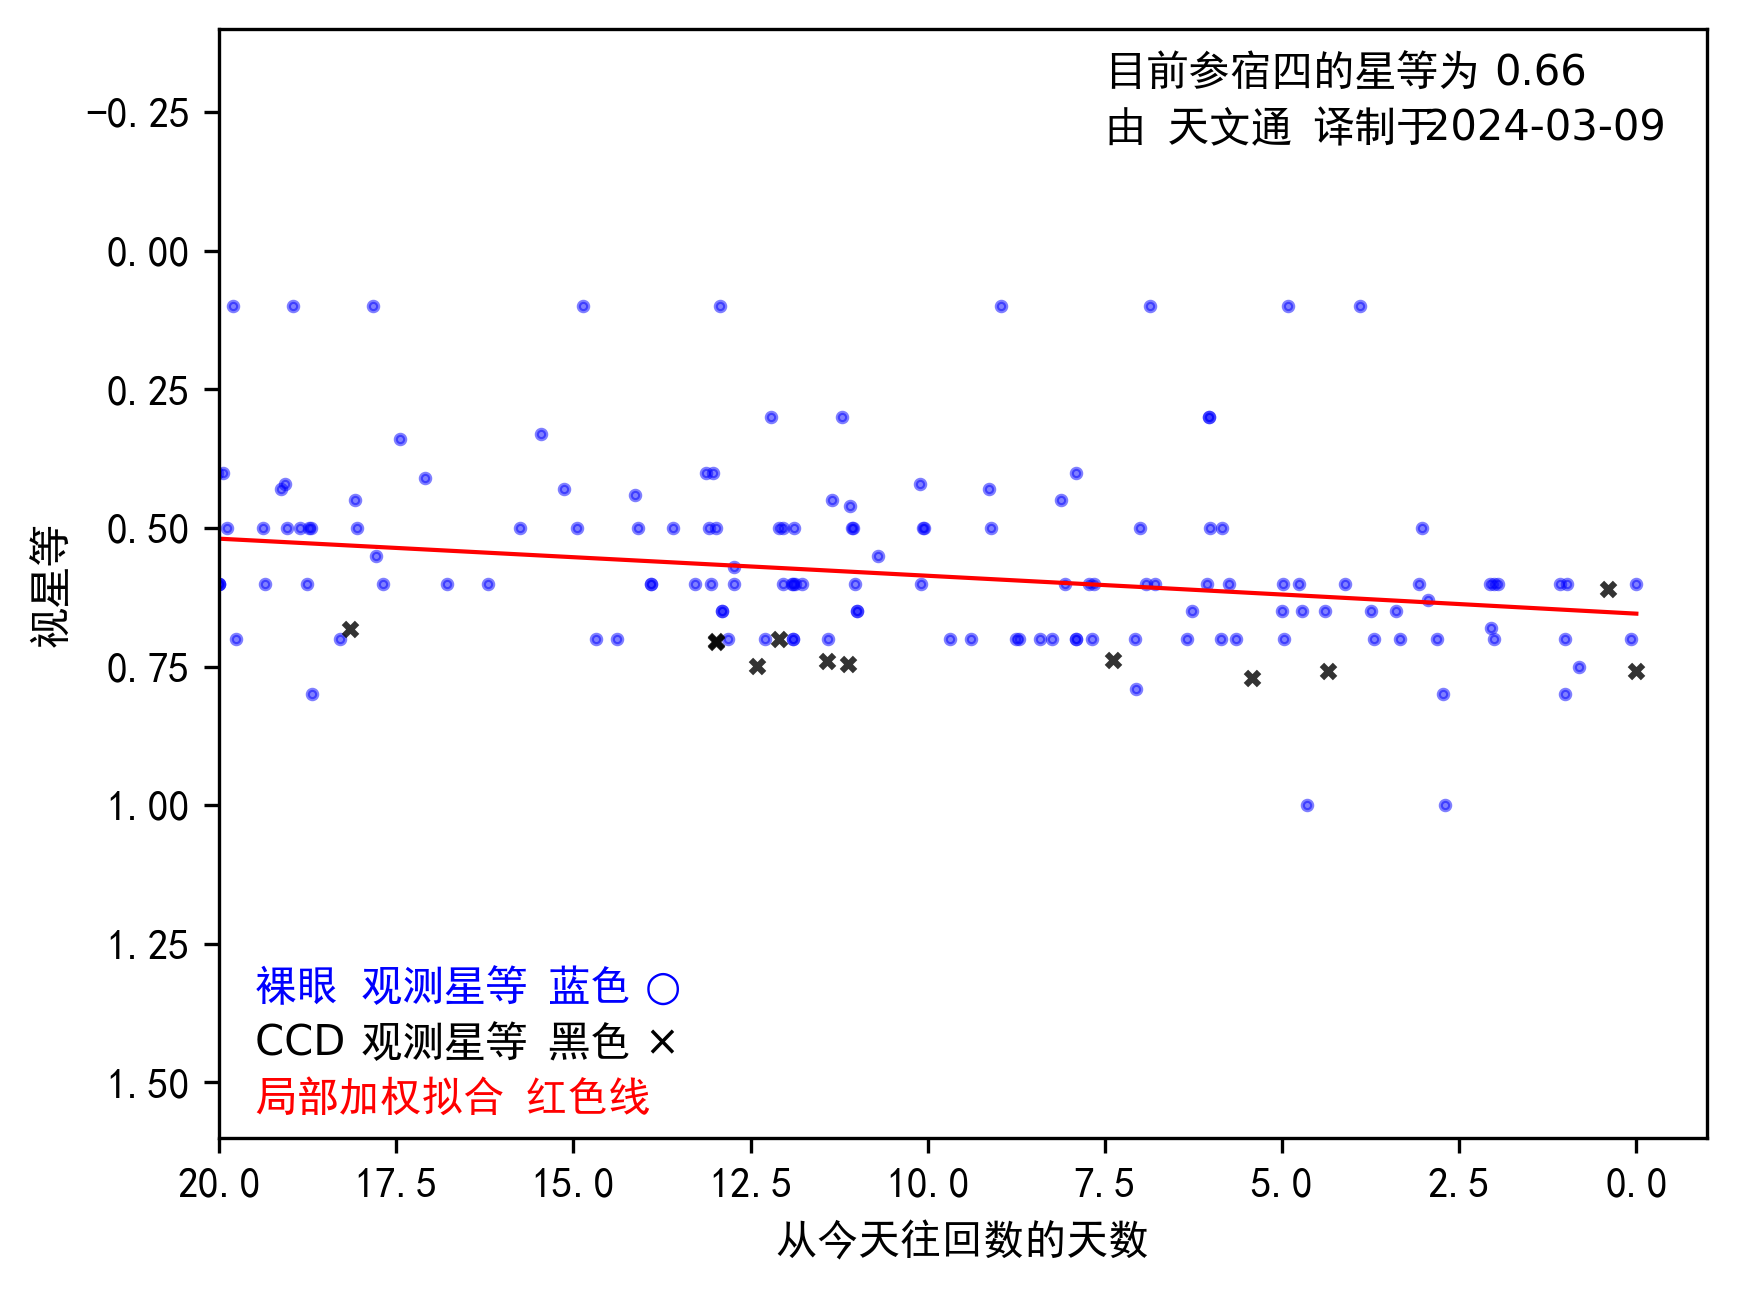 目前参宿四的星等为 0.66
由 天文通 译制于2024-03-09
−0.25
0.00
0.25
0.50
0.75
1.00
1.25
1.50
视星等
裸眼 观测星等 蓝色 ○
CCD 观测星等 黑色 ×
局部加权拟合 红色线
20.0 17.5 15.0 12.5 10.0 7.5 5.0 2.5 0.0
从今天往回数的天数